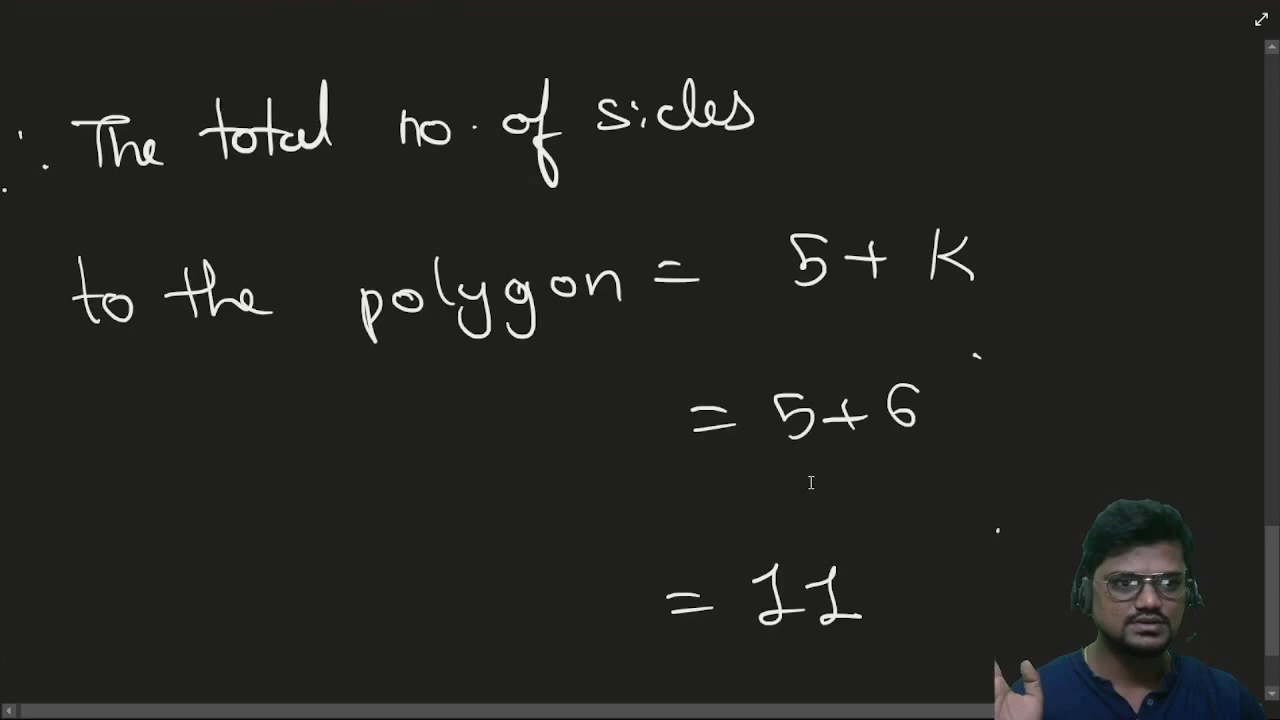 ∴ The total no. of sides
to the polygon = 5 + K
= 5 + 6
= 11